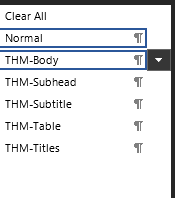 Clear All
Normal ¶
THM-Body ¶
THM-Subhead ¶
THM-Subtitle ¶
THM-Table ¶
THM-Titles ¶